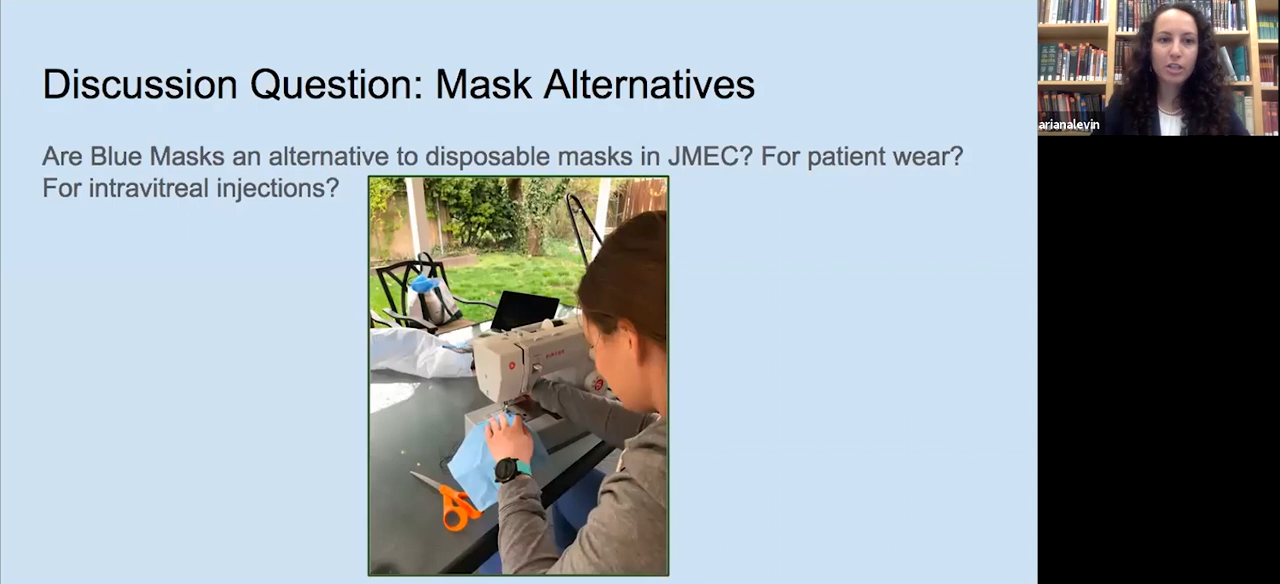 Discussion Question: Mask Alternatives
Are Blue Masks an alternative to disposable masks in JMEC? For patient wear?
For intravitreal injections?
arianalevin
SINGER